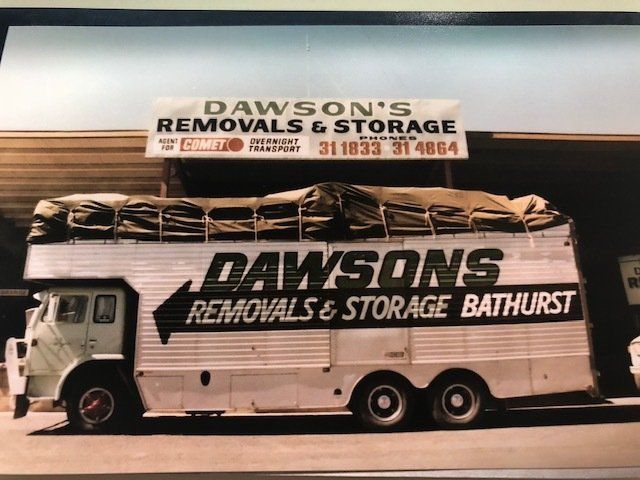 DAWSON'S
REMOVALS & STORAGE
PHONES
AGENT FOR COMET OVERNIGHT TRANSPORT 31 1833 31 4864
DAWSONS
REMOVALS & STORAGE BATHURST